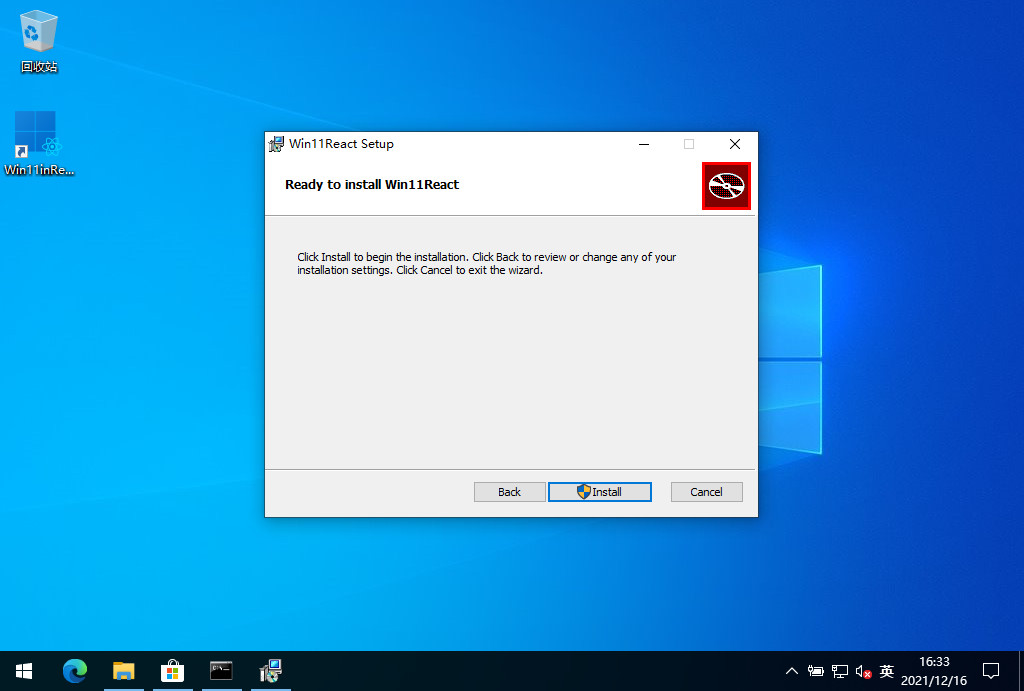 回收站
Win11inRe...
Win11React Setup
Ready to install Win11React
Click Install to begin the installation. Click Back to review or change any of your
installation settings. Click Cancel to exit the wizard.
Back
Install
Cancel
英
16:33
2021/12/16